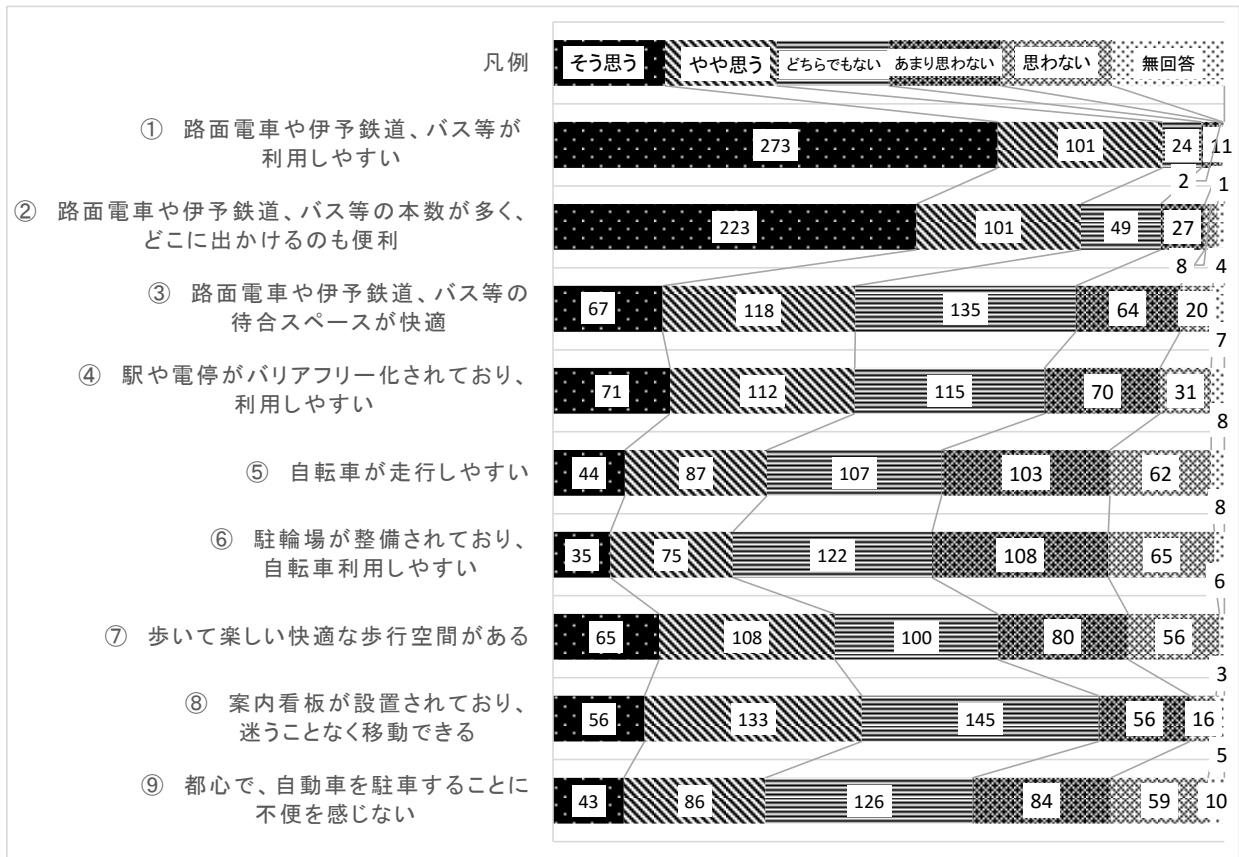 凡例
そう思う やや思う どちらでもない あまり思わない 思わない 無回答
① 路面電車や伊予鉄道、バス等が
利用しやすい
273 101 24 11
2 1
② 路面電車や伊予鉄道、バス等の本数が多く、
どこに出かけるのも便利
223 101 49 27
8 4
③ 路面電車や伊予鉄道、バス等の
待合スペースが快適
67 118 135 64 20
7
④ 駅や電停がバリアフリー化されており、
利用しやすい
71 112 115 70 31
8
⑤ 自転車が走行しやすい
44 87 107 103 62
8
⑥ 駐輪場が整備されており、
自転車利用しやすい
35 75 122 108 65
6
⑦ 歩いて楽しい快適な歩行空間がある
65 108 100 80 56
3
⑧ 案内看板が設置されており、
迷うことなく移動できる
56 133 145 56 16
5
⑨ 都心で、自動車を駐車することに
不便を感じない
43 86 126 84 59 10